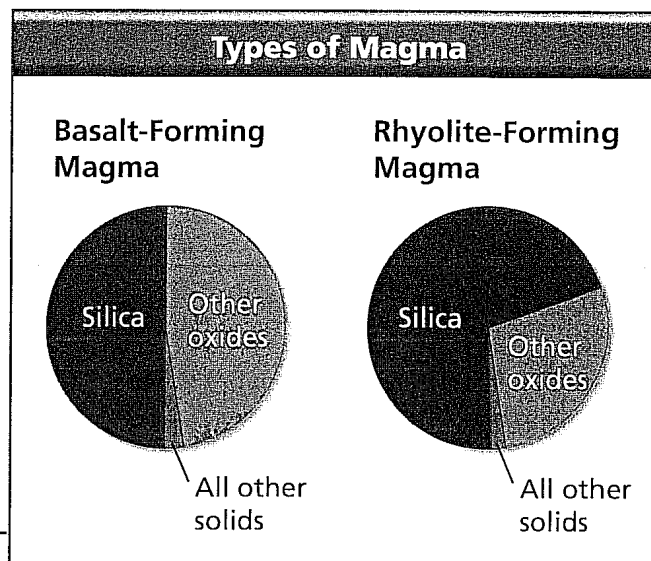 Types of Magma
Basalt-Forming
Magma
Silica
Other
oxides
All other
solids
Rhyolite-Forming
Magma
Silica
Other
oxides
All other
solids